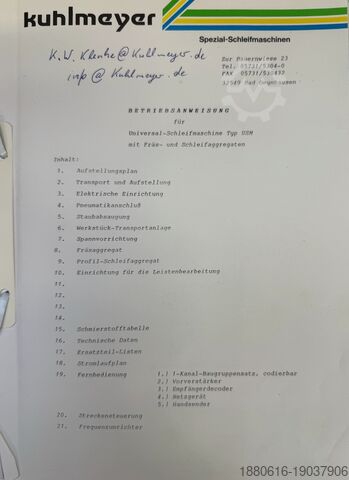 kuhlmeyer
Spezial-Schleifmaschinen
K.W. Klenke@Kuhlmeyer.de
info@Kuhlmeyer.de
Zur Bauernwiese 23
Tel. 05731/5304-0
FAX 05731/530492
32549 Bad Oeynhausen
BETRIEBSANWEISUNG
für
Universal-Schleifmaschine Typ USM
mit Fräs- und Schleifaggregaten
Inhalt:
1. Aufstellungsplan
2. Transport und Aufstellung
3. Elektrische Einrichtung
4. Pneumatikanschluß
5. Staubabsaugung
6. Werkstück-Transportanlage
7. Spannvorrichtung
8. Fräsaggregat
9. Profil-Schleifaggregat
10. Einrichtung für die Leistenbearbeitung
11.
12.
13.
14.
15. Schmierstofftabelle
16. Technische Daten
17. Ersatzteil-Listen
18. Stromlaufplan
19. Fernbedienung 1.) 1-Kanal-Baugruppensatz, codierbar
2.) Vorverstärker
3.) Empfängerdecoder
4.) Netzgerät
5.) Handsender
20. Streckensteuerung
21. Frequenzumrichter
1880616-19037906